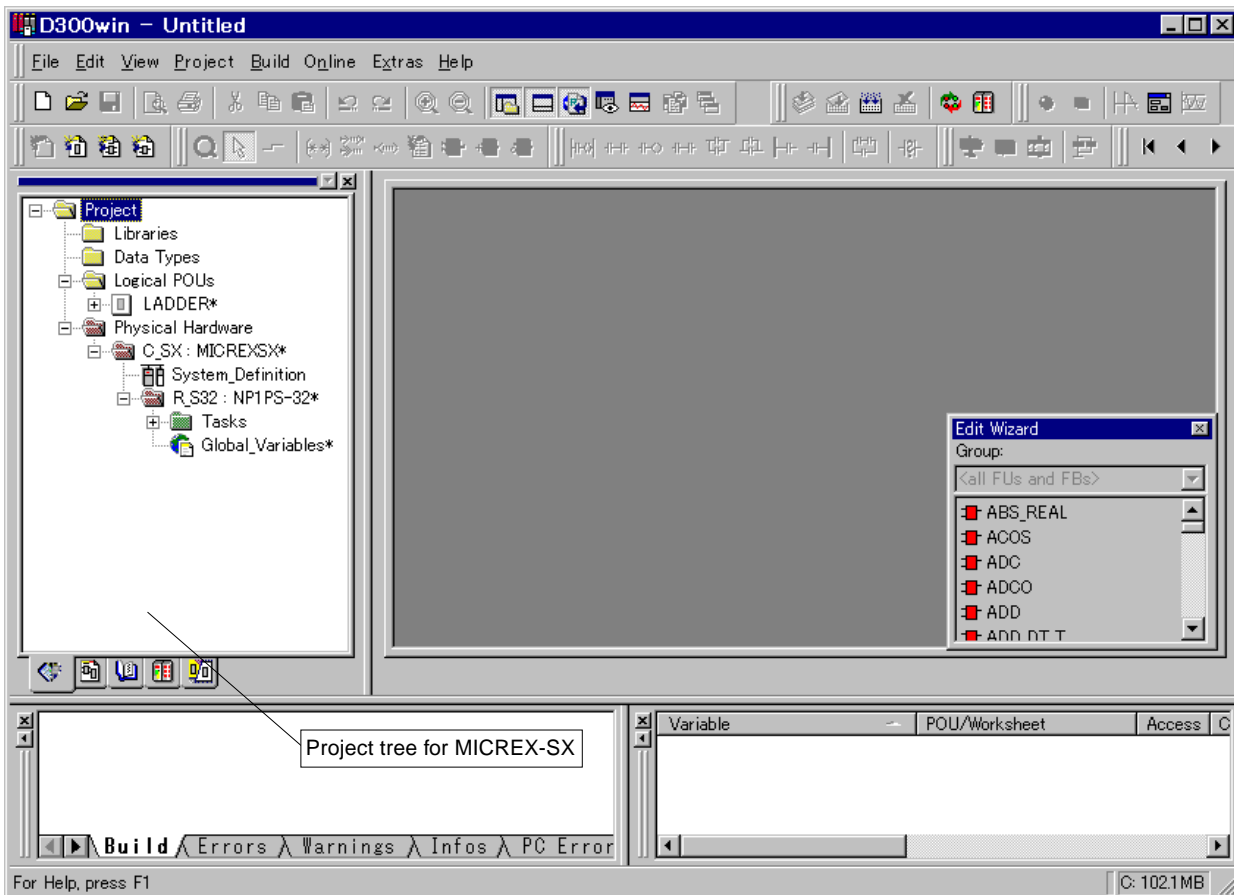 D300win - Untitled
File Edit View Project Build Online Extras Help
Project
Libraries
Data Types
Logical POUs
LADDER*
Physical Hardware
C_SX : MICREXSX*
System_Definition
R_S32 : NP1PS-32*
Tasks
Global_Variables*
Edit Wizard
Group:
<all FUs and FBs>
ABS_REAL
ACOS
ADC
ADCO
ADD
ADD_DT_T
Project tree for MICREX-SX
Build Errors Warnings Infos PC Error
Variable POU/Worksheet Access C
For Help, press F1
C: 102.1MB